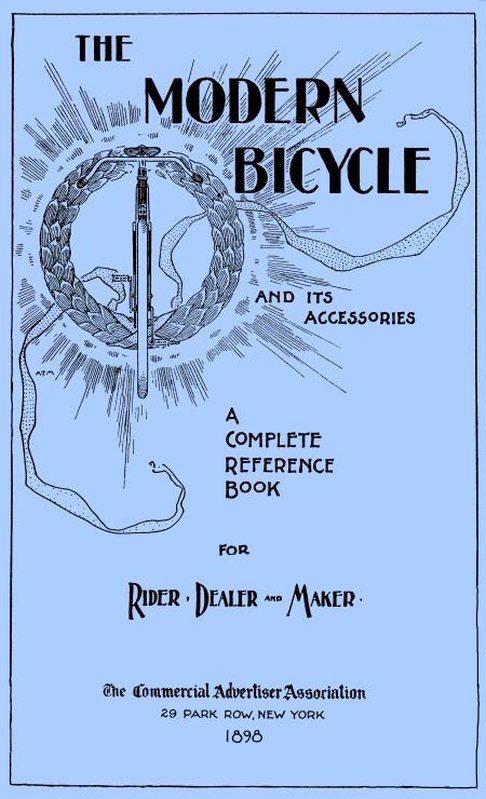 THE
MODERN
BICYCLE
AND ITS
ACCESSORIES
ATM
A
COMPLETE
REFERENCE
BOOK
FOR
RIDER, DEALER AND MAKER.
The Commercial Advertiser Association
29 PARK ROW, NEW YORK
1898